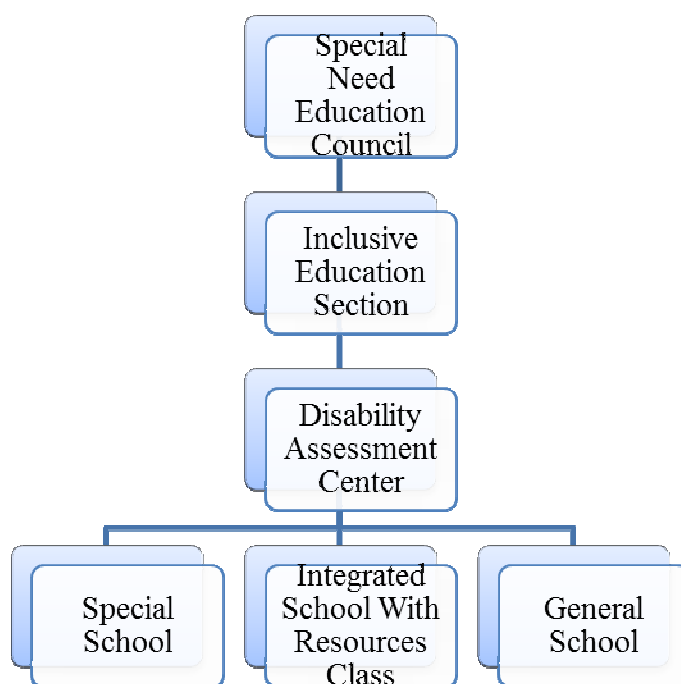 Special
Need
Education
Council
Inclusive
Education
Section
Disability
Assessment
Center
Special
School
Integrated
School With
Resources
Class
General
School